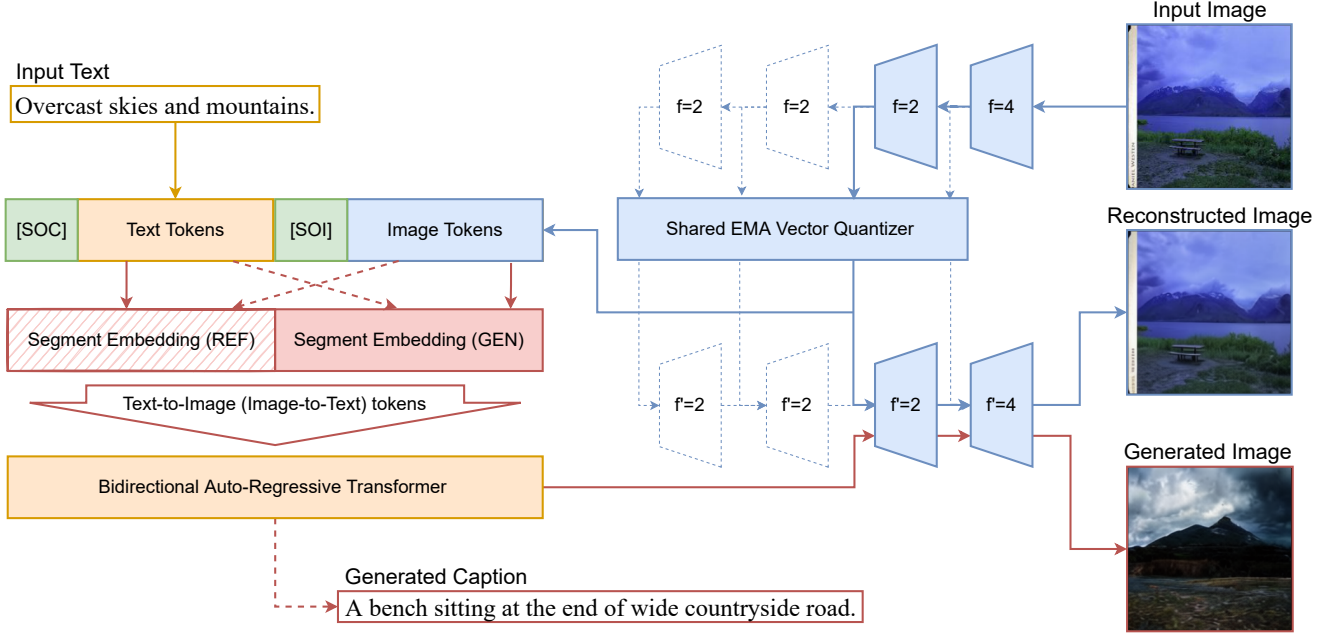 Input Image
Input Text
Overcast skies and mountains.
f=2
f=2
f=2
f=4
[SOC]
Text Tokens
[SOI]
Image Tokens
Shared EMA Vector Quantizer
Reconstructed Image
Segment Embedding (REF)
Segment Embedding (GEN)
Text-to-Image (Image-to-Text) tokens
f'=2
f'=2
f'=2
f'=4
Bidirectional Auto-Regressive Transformer
Generated Image
Generated Caption
A bench sitting at the end of wide countryside road.